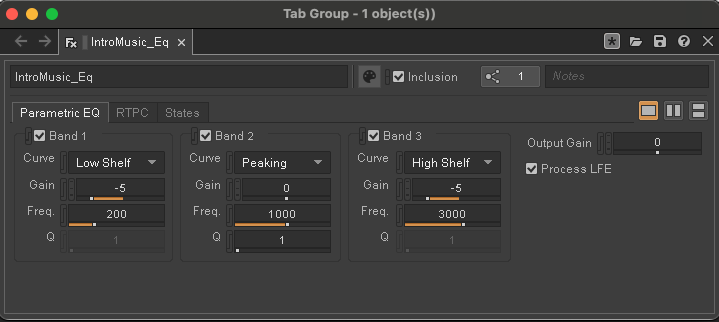 Tab Group - 1 object(s))
Fx IntroMusic_Eq
IntroMusic_Eq Inclusion 1 Notes
Parametric EQ RTPC States
Band 1 Band 2 Band 3
Curve Low Shelf Curve Peaking Curve High Shelf Output Gain 0
Gain -5 Gain 0 Gain -5 Process LFE
Freq. 200 Freq. 1000 Freq. 3000
Q 1 Q 1 Q 1